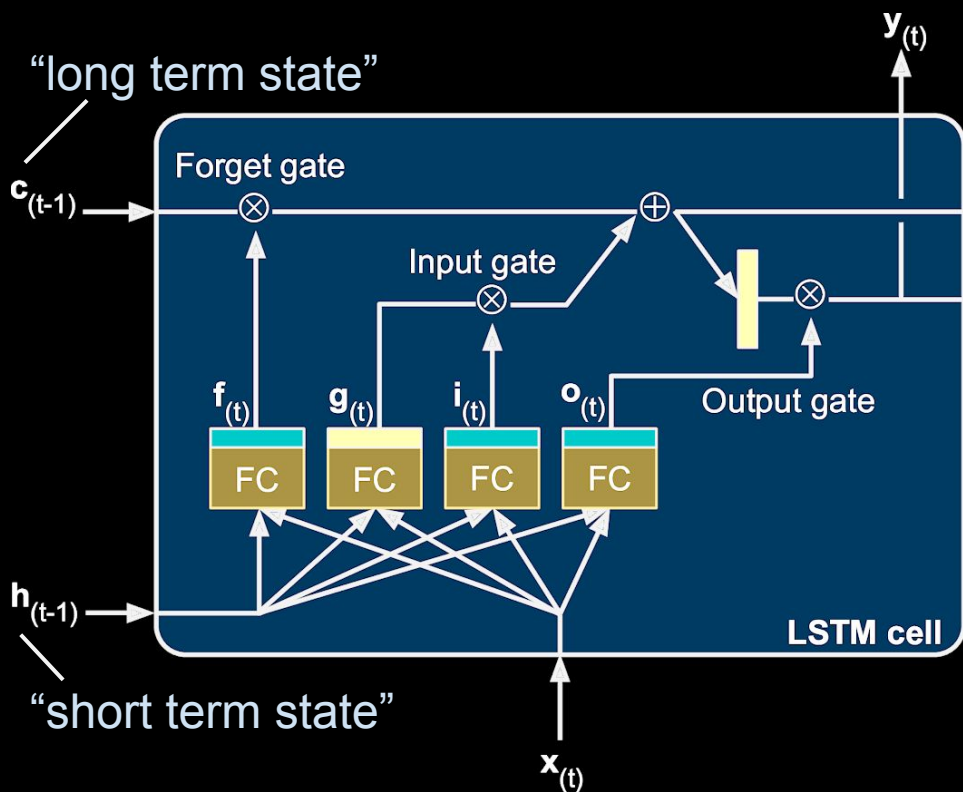 y(t)
“long term state”
Forget gate
c(t-1)
Input gate
f(t)
g(t)
i(t)
o(t)
Output gate
FC
FC
FC
FC
h(t-1)
LSTM cell
“short term state”
x(t)